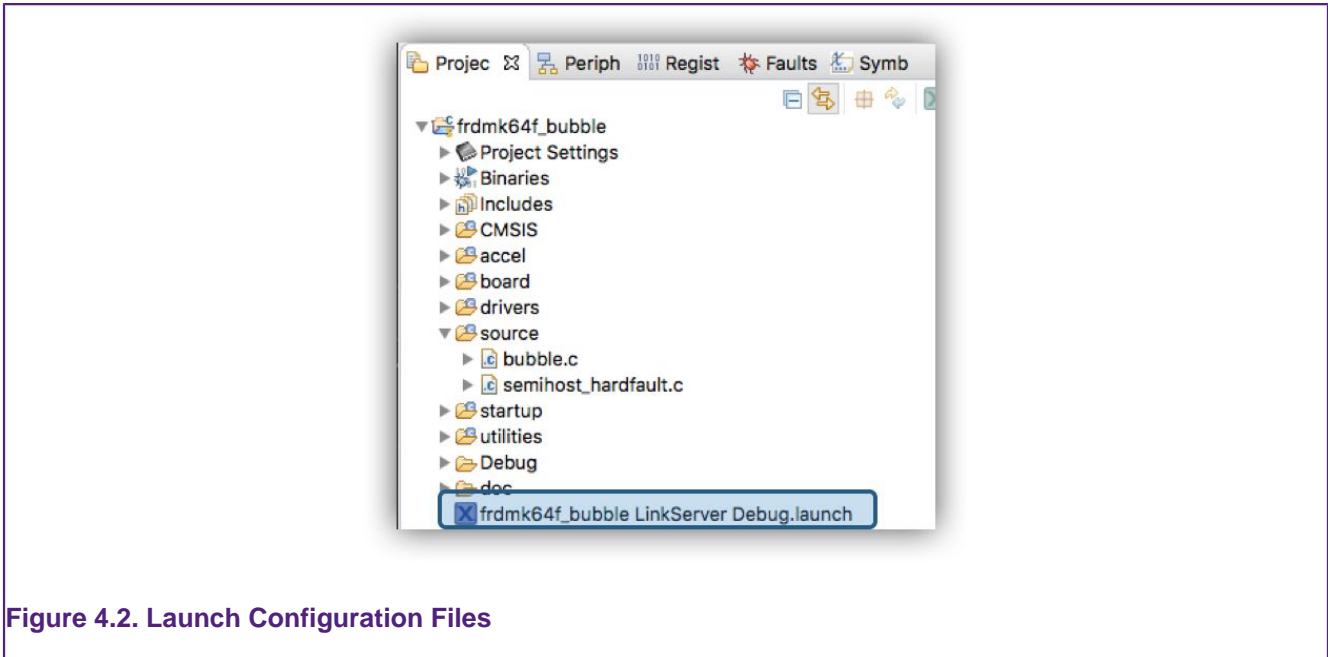 Projec Periph Regist Faults Symb
frdmk64f_bubble
Project Settings
Binaries
Includes
CMSIS
accel
board
drivers
source
bubble.c
semihost_hardfault.c
startup
utilities
Debug
doc
frdmk64f_bubble LinkServer Debug.launch
Figure 4.2. Launch Configuration Files